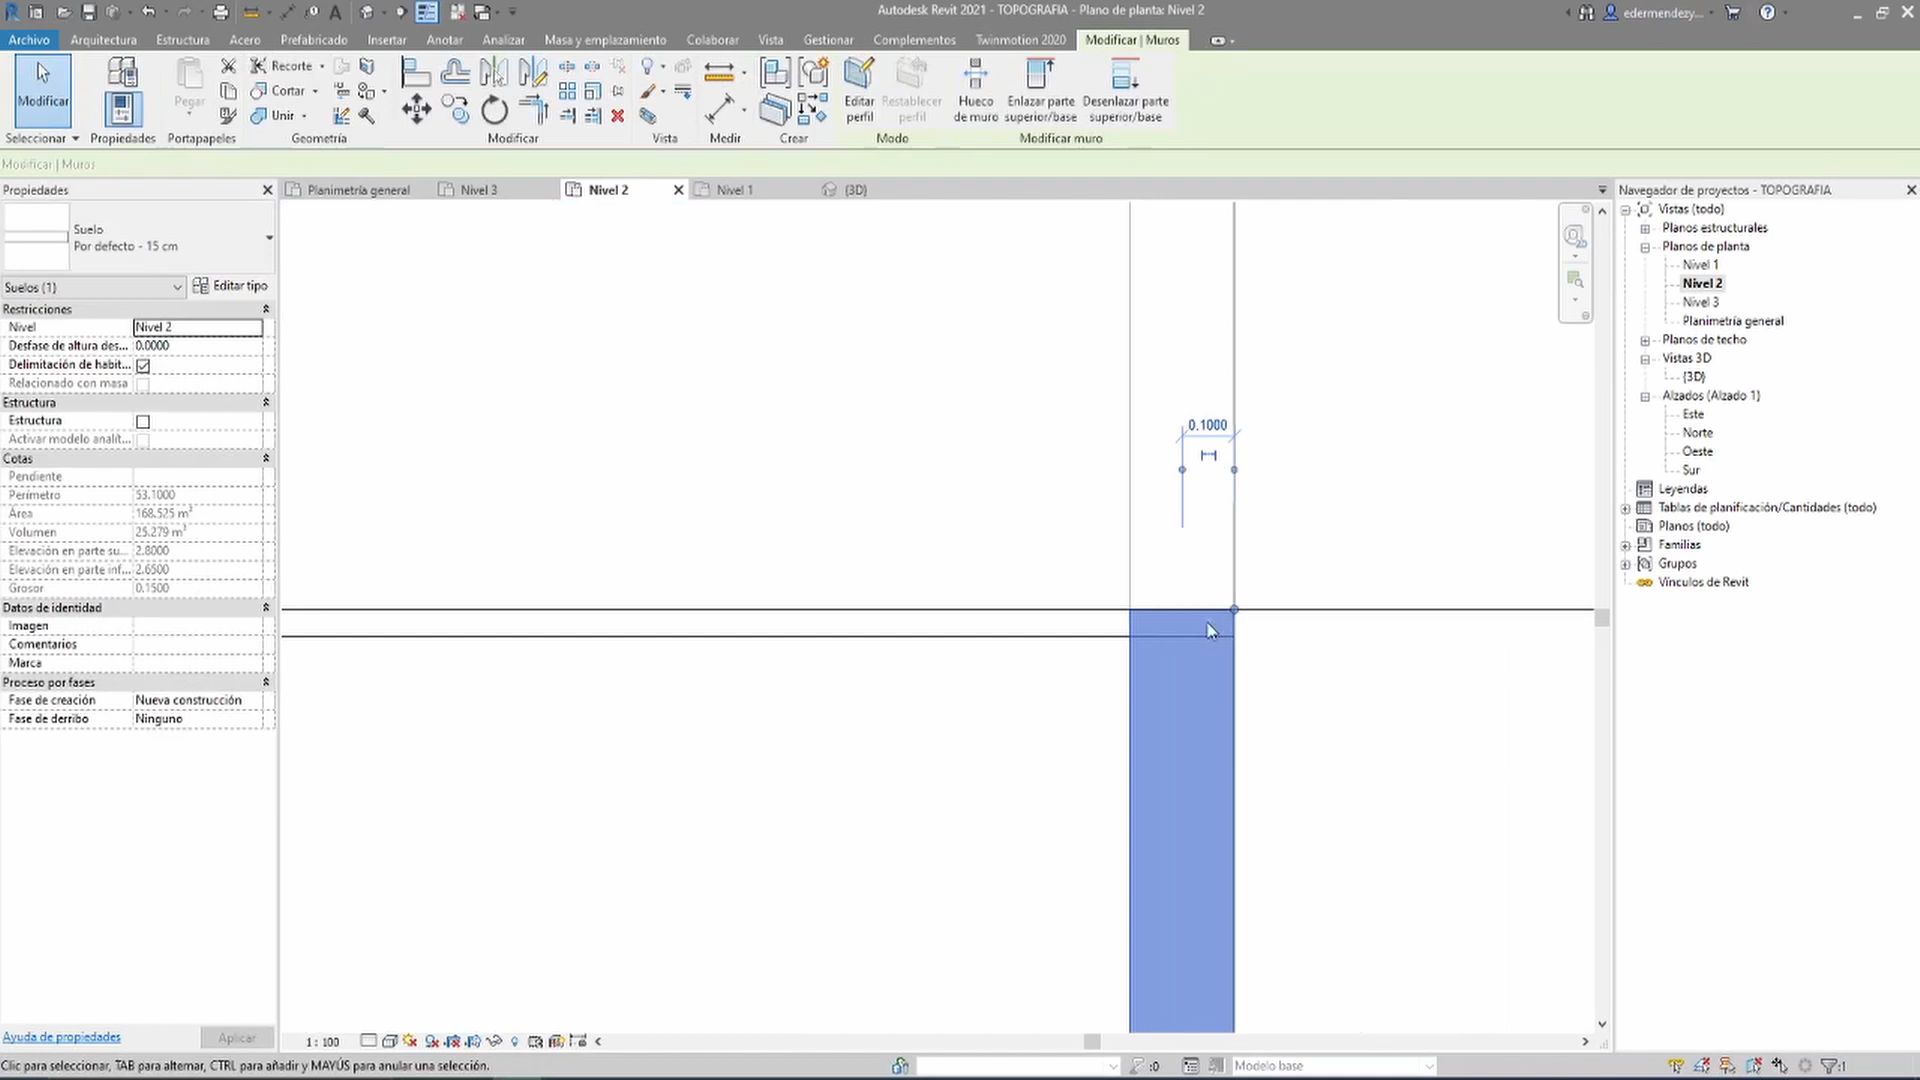 Autodesk Revit 2021 - TOPOGRAFIA - Plano de planta: Nivel 2
edermendezy...
Archivo Arquitectura Estructura Acero Prefabricado Insertar Anotar Analizar Masa y emplazamiento Colaborar Vista Gestionar Complementos Twinmotion 2020 Modificar | Muros
Modificar
Pegar
Recorte
Cortar
Unir
Editar perfil
Restablecer perfil
Hueco de muro
Enlazar parte superior/base
Desenlazar parte superior/base
Seleccionar Propiedades Portapapeles Geometría Modificar Vista Medir Crear Modo Modificar muro
Modificar | Muros
Propiedades
Planimetría general Nivel 3 Nivel 2 Nivel 1 {3D}
Suelo
Por defecto - 15 cm
Suelos (1) Editar tipo
Restricciones
Nivel Nivel 2
Desfase de altura des... 0.0000
Delimitación de habit...
Relacionado con masa
Estructura
Estructura
Activar modelo analít...
Cotas
Pendiente
Perímetro 53.1000
Área 168.525 m²
Volumen 25.279 m³
Elevación en parte su... 2.8000
Elevación en parte inf... 2.6500
Grosor 0.1500
Datos de identidad
Imagen
Comentarios
Marca
Proceso por fases
Fase de creación Nueva construcción
Fase de derribo Ninguno
Ayuda de propiedades Aplicar
0.1000
2D
Navegador de proyectos - TOPOGRAFIA
Vistas (todo)
Planos estructurales
Planos de planta
Nivel 1
Nivel 2
Nivel 3
Planimetría general
Planos de techo
Vistas 3D
{3D}
Alzados (Alzado 1)
Este
Norte
Oeste
Sur
Leyendas
Tablas de planificación/Cantidades (todo)
Planos (todo)
Familias
Grupos
Vínculos de Revit
1 : 100
Clic para seleccionar, TAB para alternar, CTRL para añadir y MAYÚS para anular una selección.
:0
Modelo base
:1